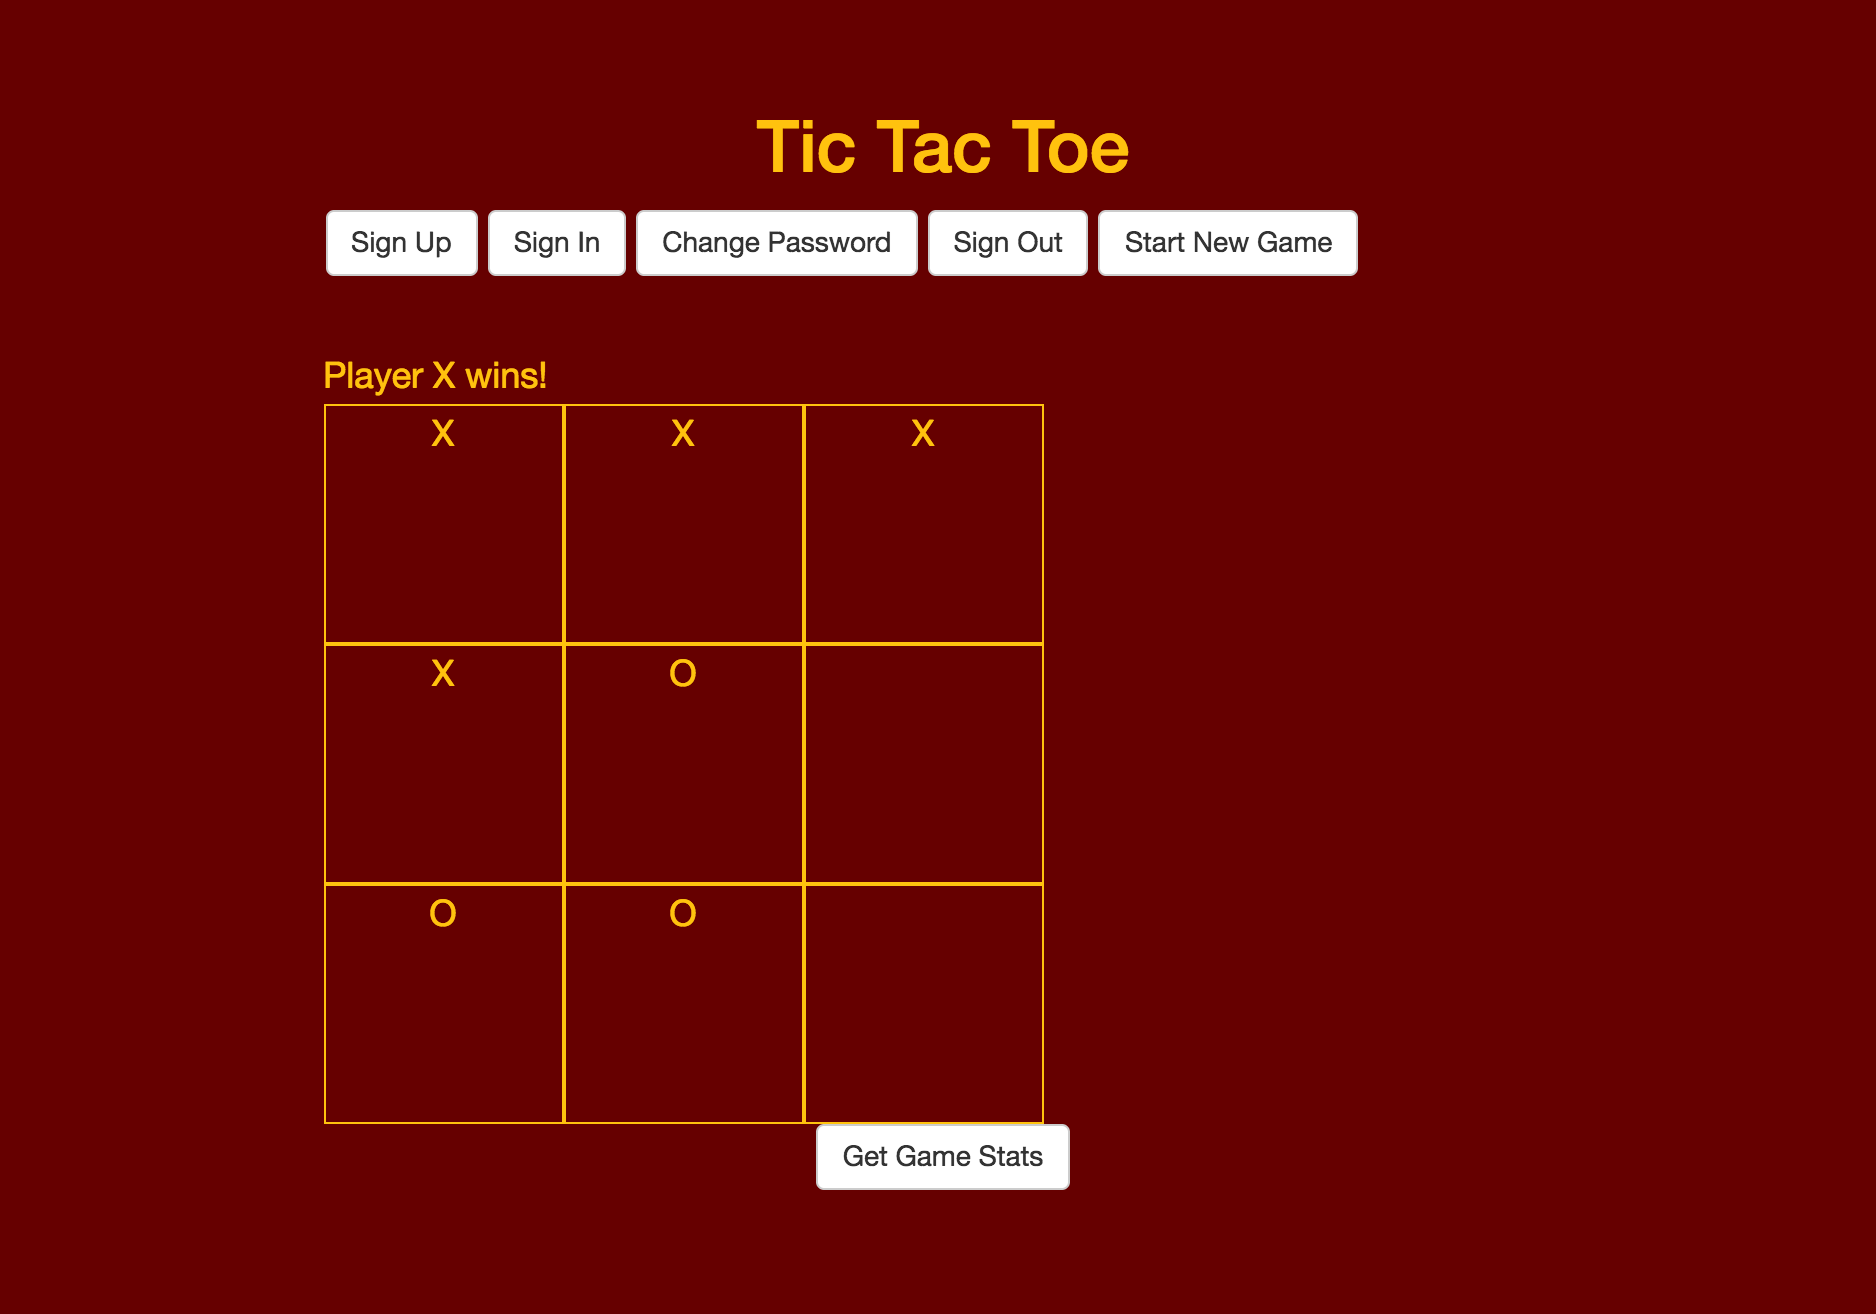 Tic Tac Toe
Sign Up Sign In Change Password Sign Out Start New Game
Player X wins!
X X X
X O
O O
Get Game Stats